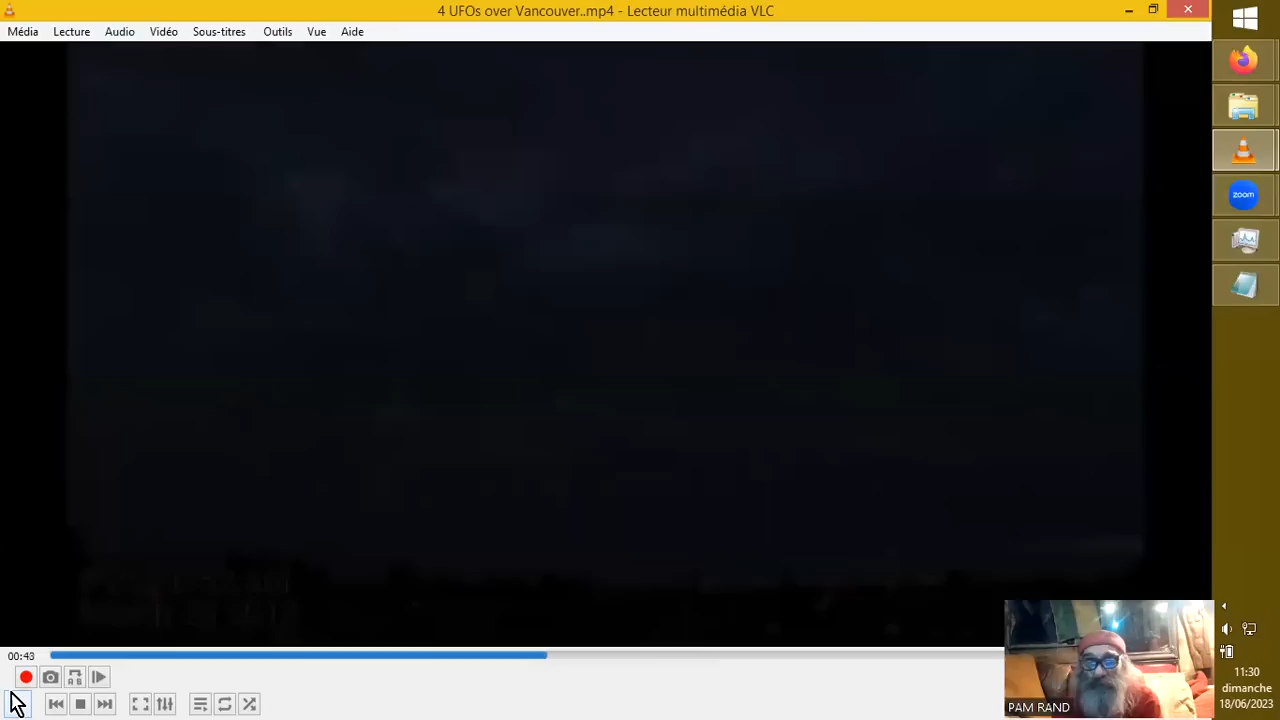 4 UFOs over Vancouver..mp4 - Lecteur multimédia VLC
Média Lecture Audio Vidéo Sous-titres Outils Vue Aide
zoom
00:43
A B
PAM RAND
11:30
dimanche
18/06/2023